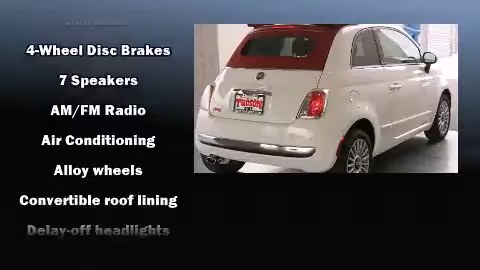 4-Wheel Disc Brakes
7 Speakers
AM/FM Radio
Air Conditioning
Alloy wheels
Convertible roof lining
Delay-off headlights